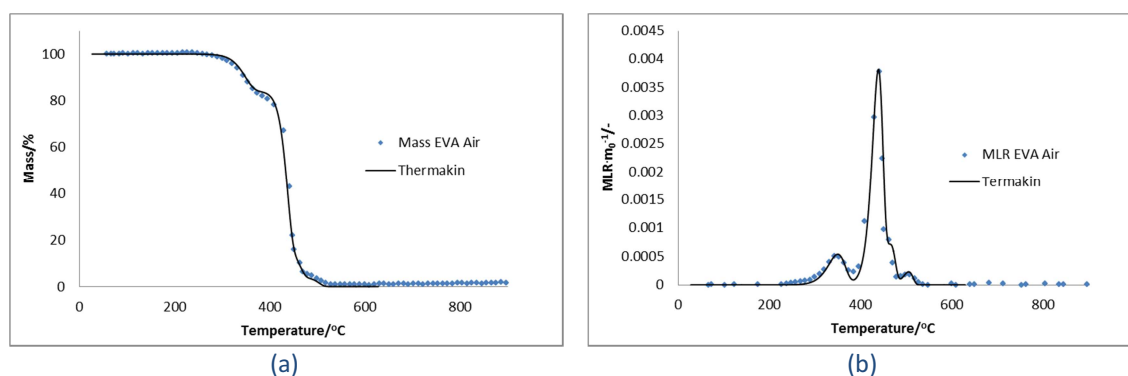 100
80
60
40
20
0
Mass/%
0 200 400 600 800
Temperature/ºC
Mass EVA Air
Thermakin
(a)
0.0045
0.004
0.0035
0.003
0.0025
0.002
0.0015
0.001
0.0005
0
MLR·m₀⁻¹/-
0 200 400 600 800
Temperature/ºC
MLR EVA Air
Termakin
(b)